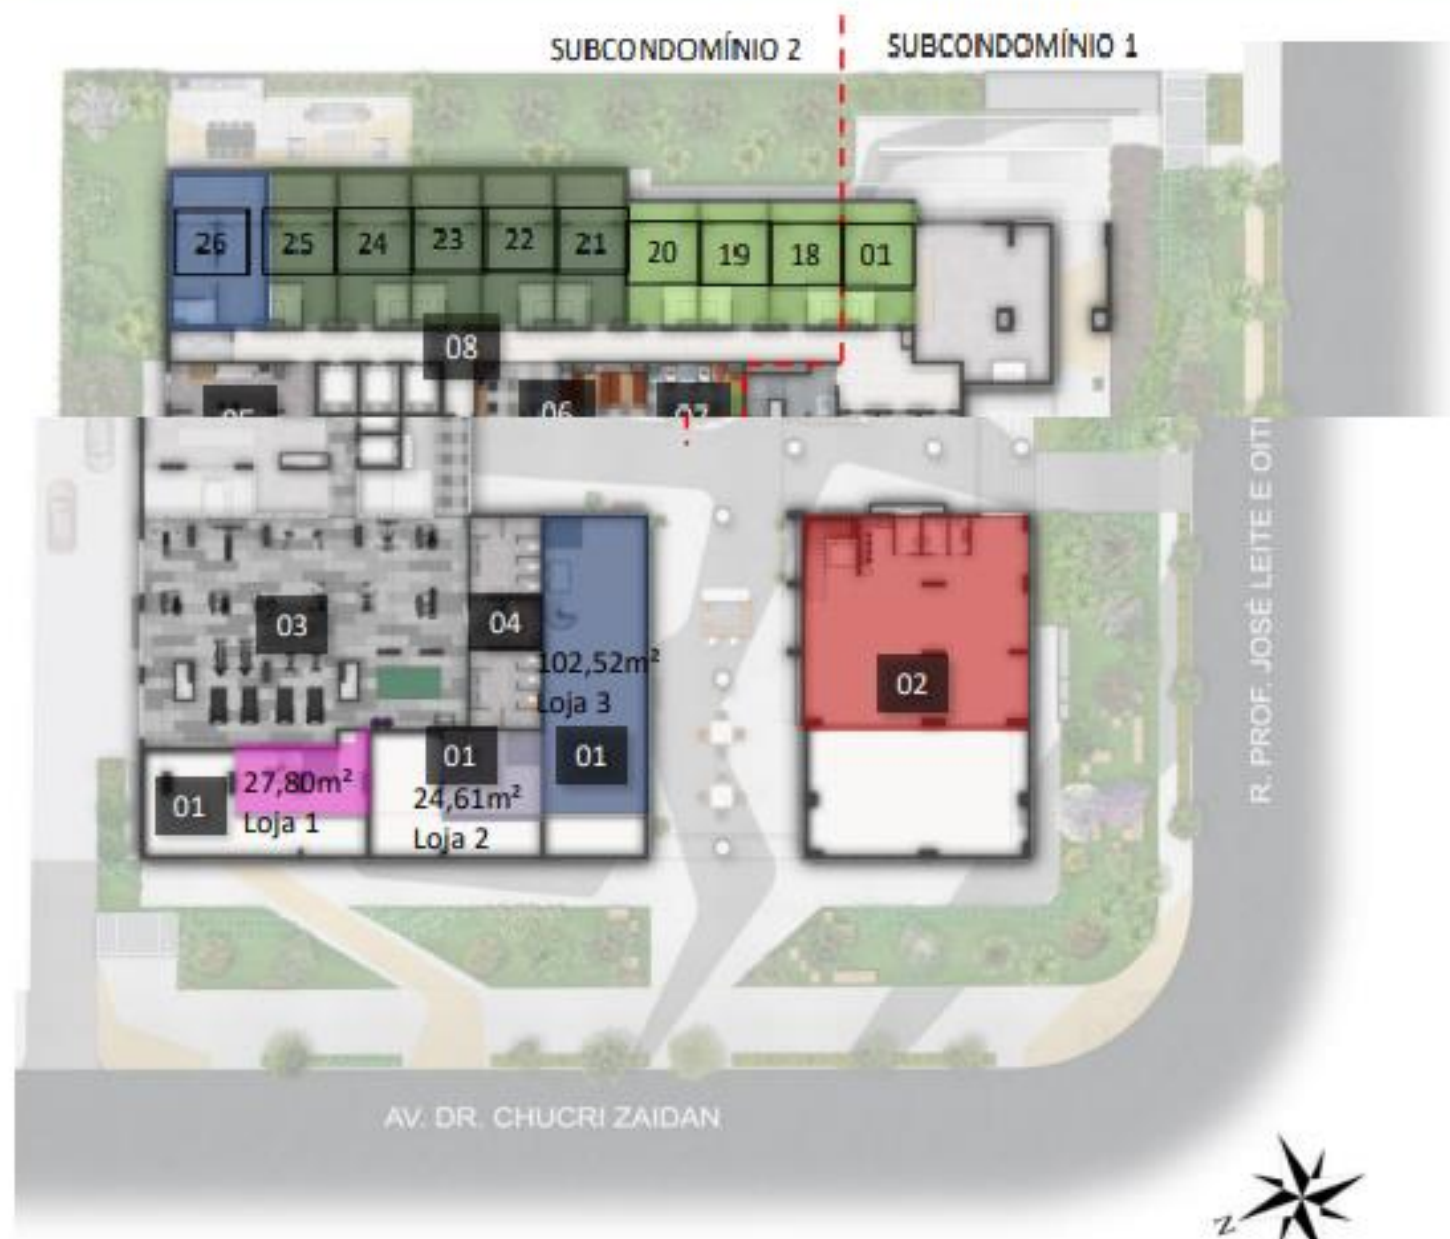 SUBCONDOMÍNIO 2
SUBCONDOMÍNIO 1
26
25
24
23
22
21
20
19
18
01
08
05
06
07
03
04
102,52m²
Loja 3
02
01
01
01
27,80m²
Loja 1
24,61m²
Loja 2
R. PROF. JOSÉ LEITE E OITI
AV. DR. CHUCRI ZAIDAN
N